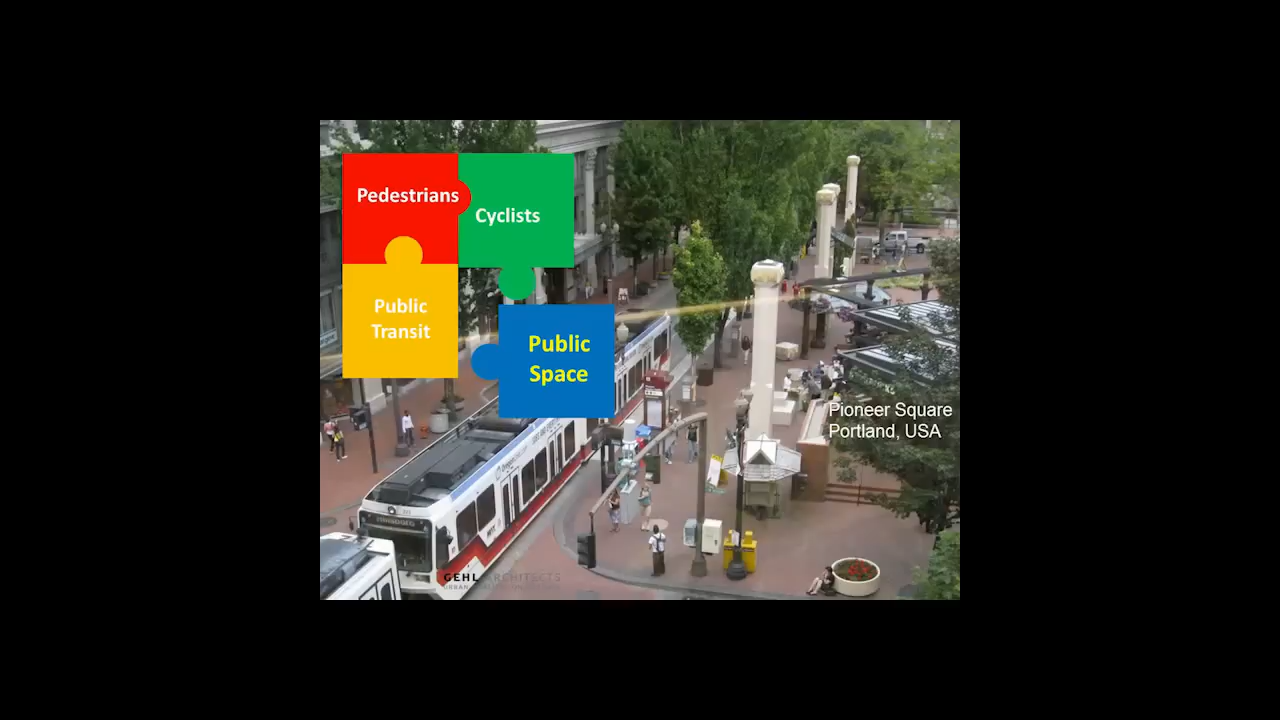 Pedestrians
Cyclists
Public
Transit
Public
Space
Pioneer Square
Portland, USA
GEHL ARCHITECTS